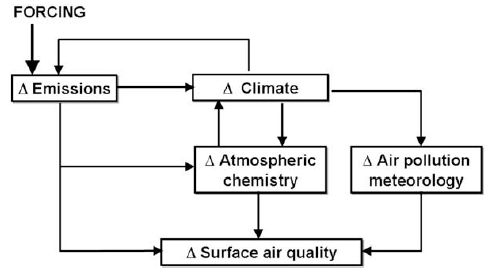 FORCING
Δ Emissions
Δ Climate
Δ Atmospheric
chemistry
Δ Air pollution
meteorology
Δ Surface air quality